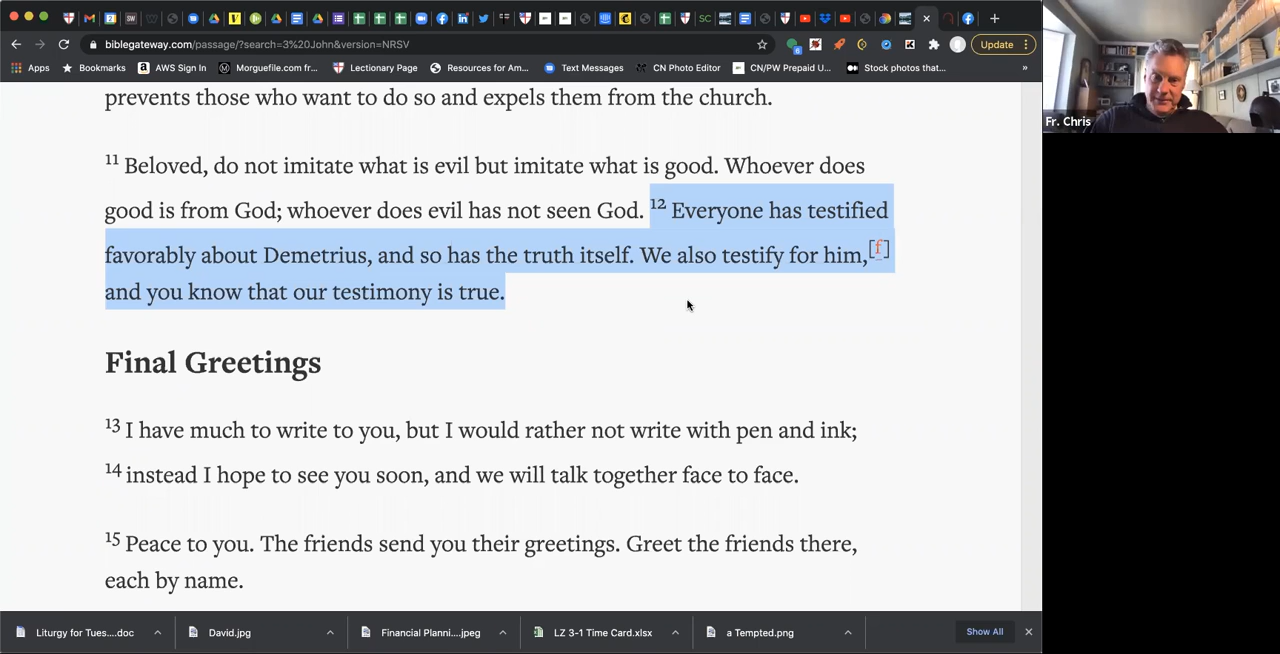 SW
V
SC
biblegateway.com/passage/?search=3%20John&version=NRSV
6
K
Update
Apps
Bookmarks
AWS Sign In
Morguefile.com fr...
Lectionary Page
Resources for Am...
Text Messages
CN Photo Editor
CN/PW Prepaid U...
Stock photos that...
»
Fr. Chris
prevents those who want to do so and expels them from the church.
11 Beloved, do not imitate what is evil but imitate what is good. Whoever does
good is from God; whoever does evil has not seen God. 12 Everyone has testified
favorably about Demetrius, and so has the truth itself. We also testify for him,[f]
and you know that our testimony is true.
Final Greetings
13 I have much to write to you, but I would rather not write with pen and ink;
14 instead I hope to see you soon, and we will talk together face to face.
15 Peace to you. The friends send you their greetings. Greet the friends there,
each by name.
Liturgy for Tues....doc
David.jpg
Financial Planni....jpeg
LZ 3-1 Time Card.xlsx
a Tempted.png
Show All